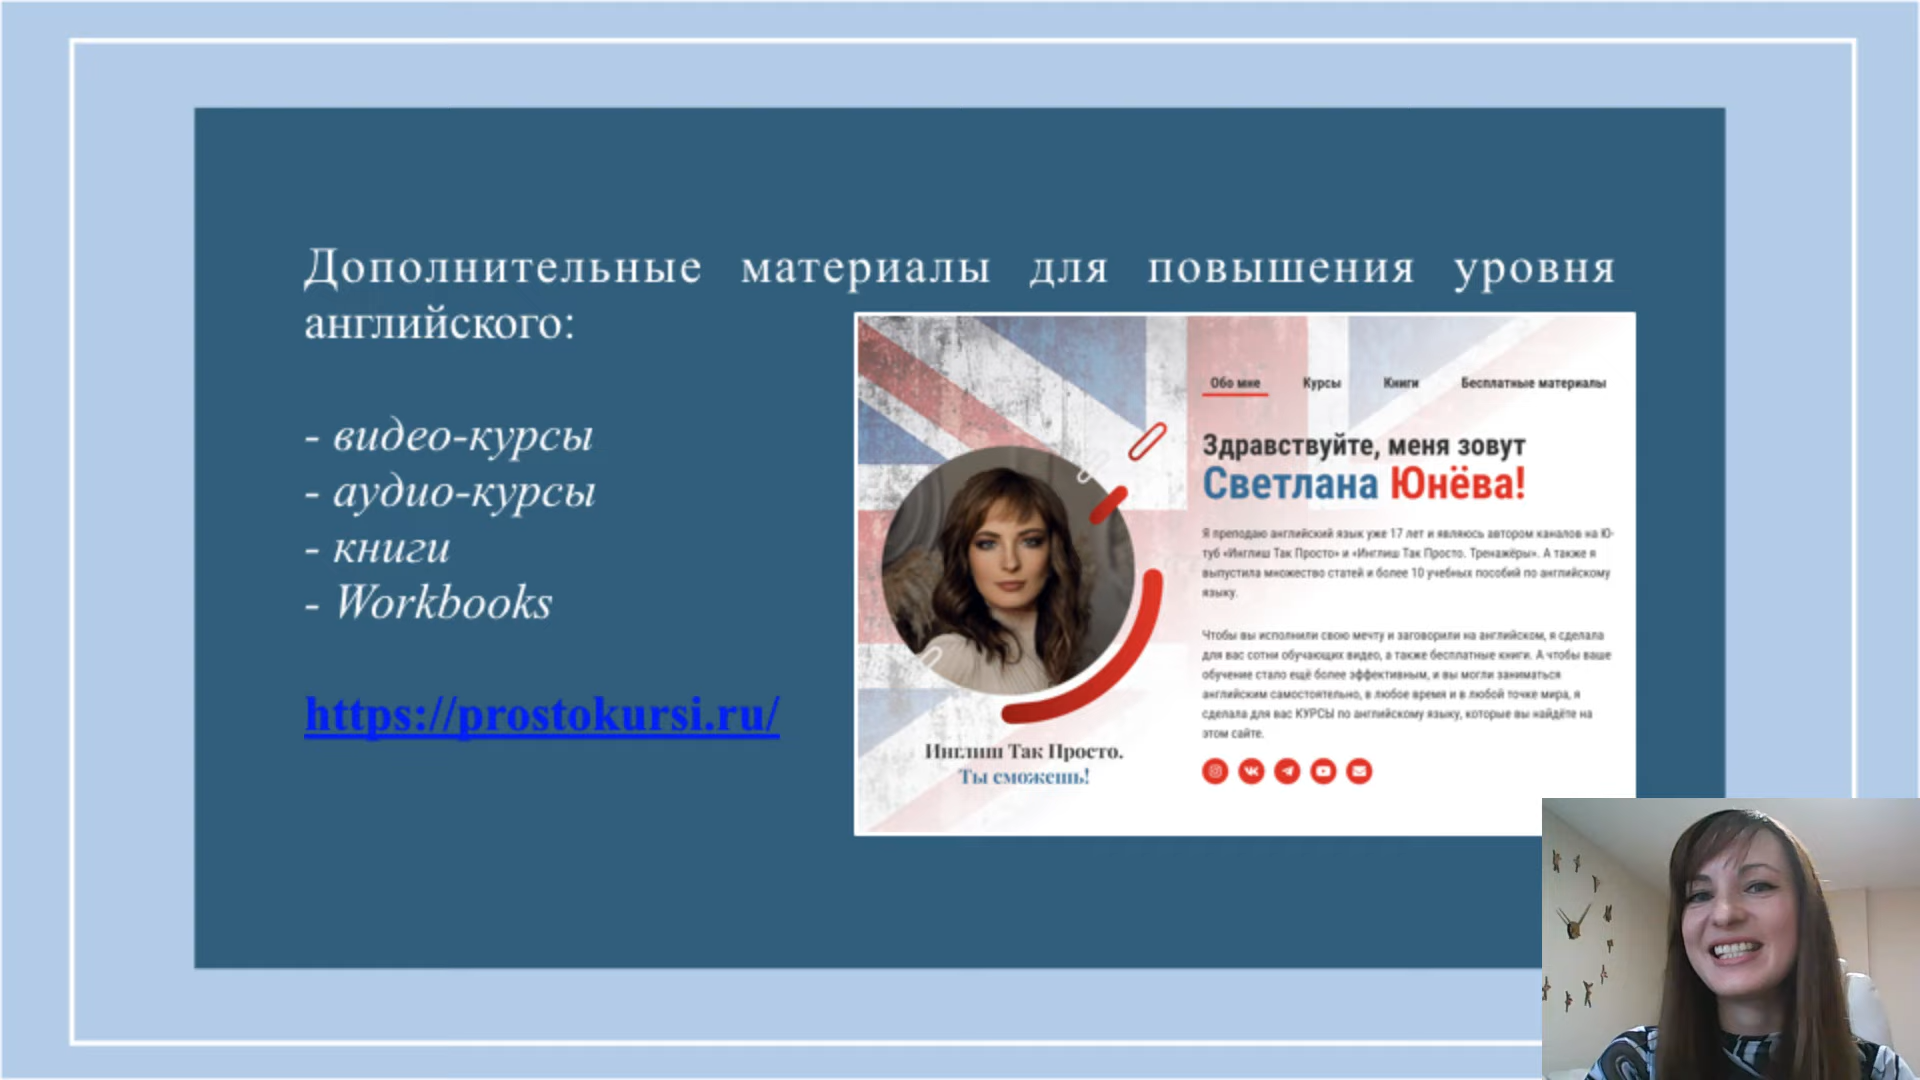 Дополнительные материалы для повышения уровня
английского:
- видео-курсы
- аудио-курсы
- книги
- Workbooks
https://prostokursi.ru/
Обо мне Курсы Книги Бесплатные материалы
Здравствуйте, меня зовут
Светлана Юнёва!
Я преподаю английский язык уже 17 лет и являюсь автором каналов на Ю-
туб «Инглиш Так Просто» и «Инглиш Так Просто. Тренажёры». А также я
выпустила множество статей и более 10 учебных пособий по английскому
языку.
Чтобы вы исполнили свою мечту и заговорили на английском, я сделала
для вас сотни обучающих видео, а также бесплатные книги. А чтобы ваше
обучение стало ещё более эффективным, и вы могли заниматься
английским самостоятельно, в любое время и в любой точке мира, я
сделала для вас КУРСЫ по английскому языку, которые вы найдёте на
этом сайте.
Инглиш Так Просто.
Ты сможешь!